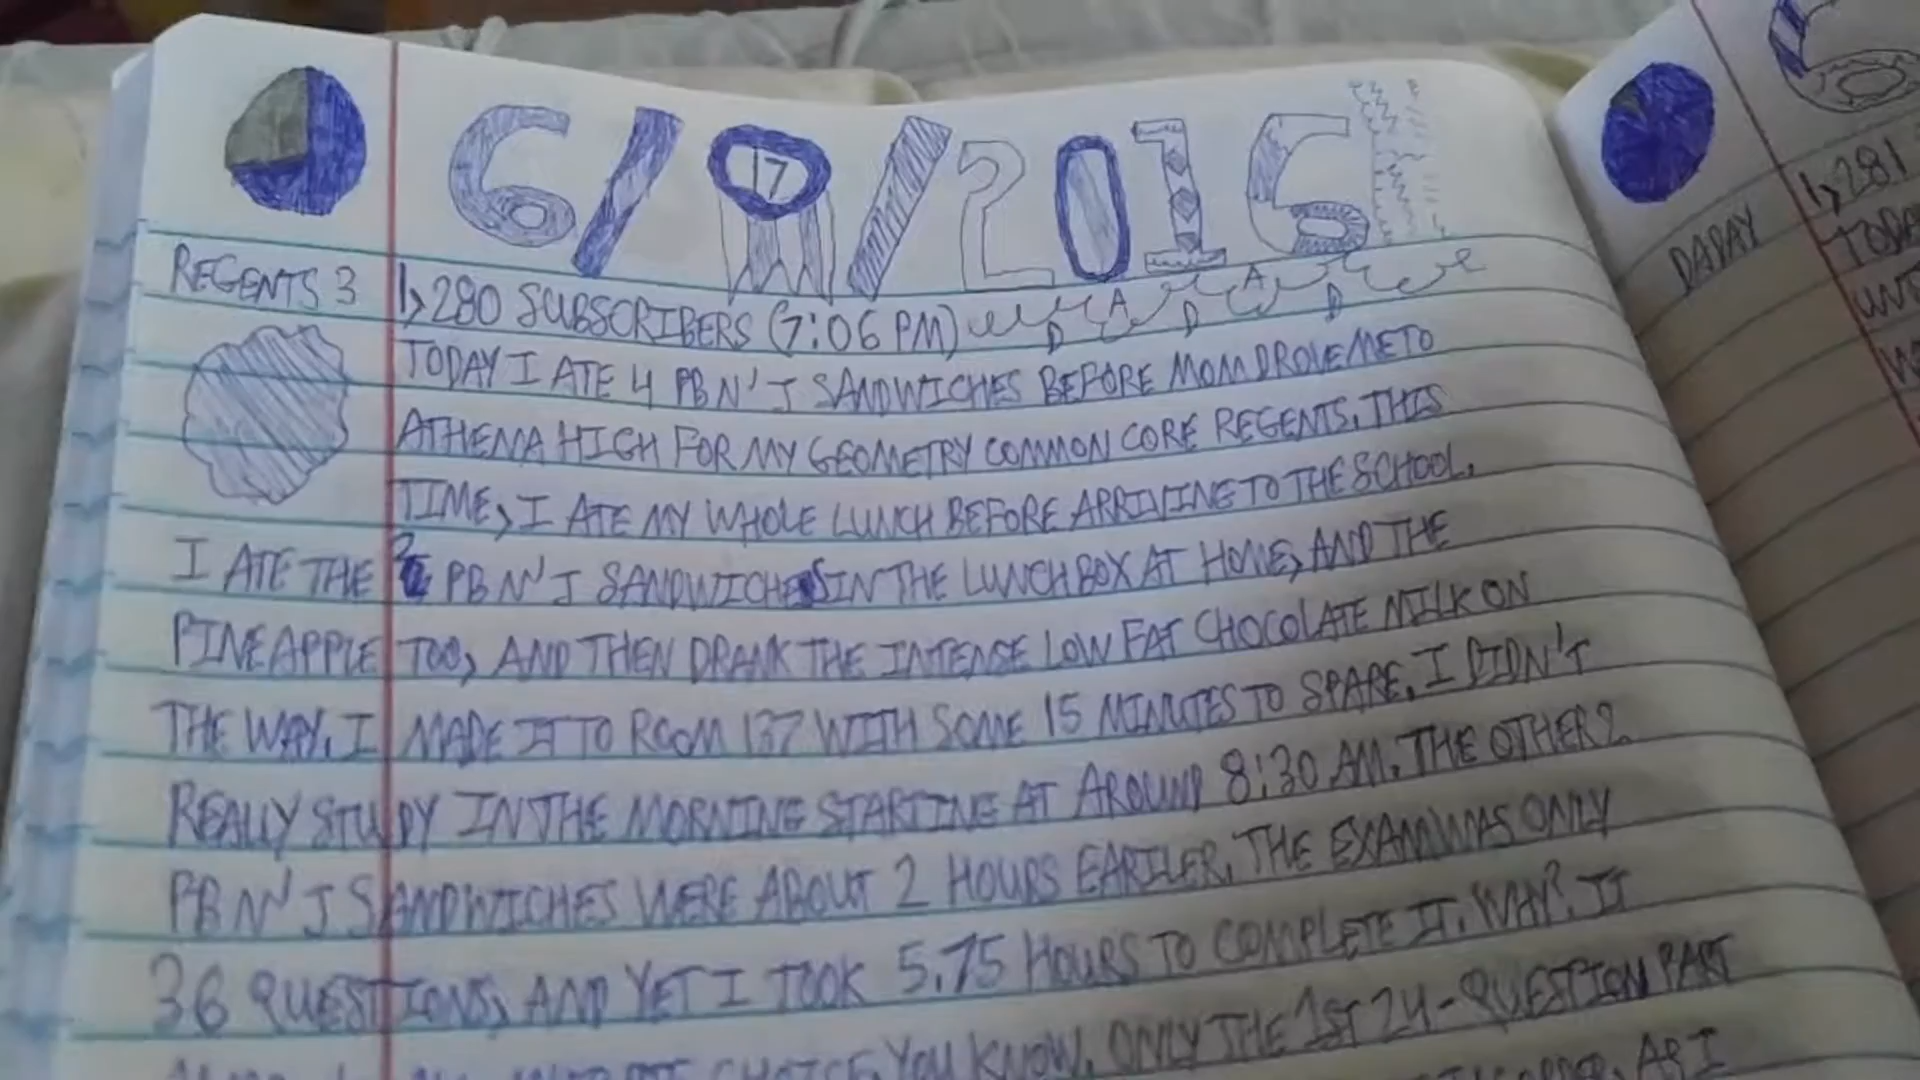 6/17/2016
REGENTS 3
1,280 SUBSCRIBERS (7:06 PM)
D A D A D
TODAY I ATE 4 PB N' J SANDWICHES BEFORE MOM DROVE ME TO
ATHENA HIGH FOR MY GEOMETRY COMMON CORE REGENTS. THIS
TIME, I ATE MY WHOLE LUNCH BEFORE ARRIVING TO THE SCHOOL.
I ATE THE 2 PB N' J SANDWICHES IN THE LUNCHBOX AT HOME, AND THE
PINEAPPLE TOO, AND THEN DRANK THE INTENSE LOW FAT CHOCOLATE MILK ON
THE WAY. I MADE IT TO ROOM 137 WITH SOME 15 MINUTES TO SPARE. I DIDN'T
REALLY STUDY IN THE MORNING STARTING AT AROUND 8:30 AM. THE OTHER 2
PB N' J SANDWICHES WERE ABOUT 2 HOURS EARILER. THE EXAM WAS ONLY
36 QUESTIONS, AND YET I TOOK 5.75 HOURS TO COMPLETE IT. WHY? IT
CHOICE, YOU KNOW. ONLY THE 1ST 24-QUESTION PART
ART I
6
DADAY
1,281
TODAY